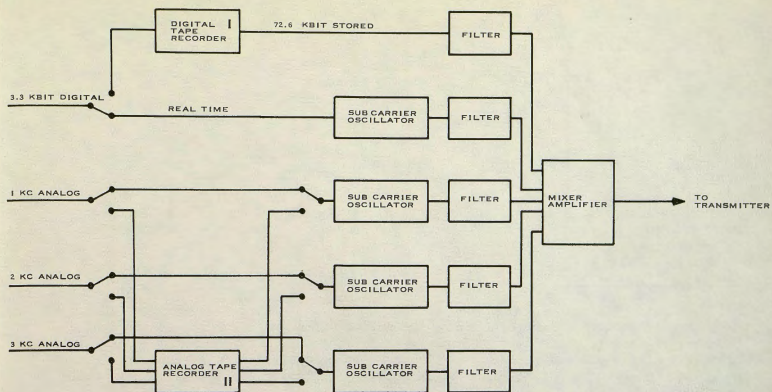 DIGITAL I
TAPE
RECORDER
72.6 KBIT STORED
FILTER
3.3 KBIT DIGITAL
REAL TIME
SUB CARRIER
OSCILLATOR
FILTER
1 KC ANALOG
SUB CARRIER
OSCILLATOR
FILTER
MIXER
AMPLIFIER
TO
TRANSMITTER
2 KC ANALOG
SUB CARRIER
OSCILLATOR
FILTER
3 KC ANALOG
ANALOG TAPE
RECORDER II
SUB CARRIER
OSCILLATOR
FILTER